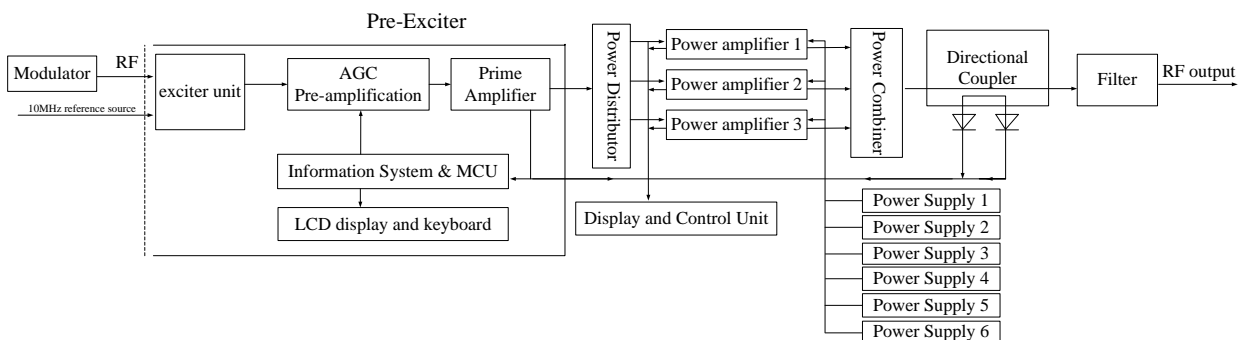 Pre-Exciter
Modulator
RF
10MHz reference source
exciter unit
AGC
Pre-amplification
Prime
Amplifier
Information System & MCU
LCD display and keyboard
Power Distributor
Power amplifier 1
Power amplifier 2
Power amplifier 3
Display and Control Unit
Power Combiner
Directional
Coupler
Filter
RF output
Power Supply 1
Power Supply 2
Power Supply 3
Power Supply 4
Power Supply 5
Power Supply 6